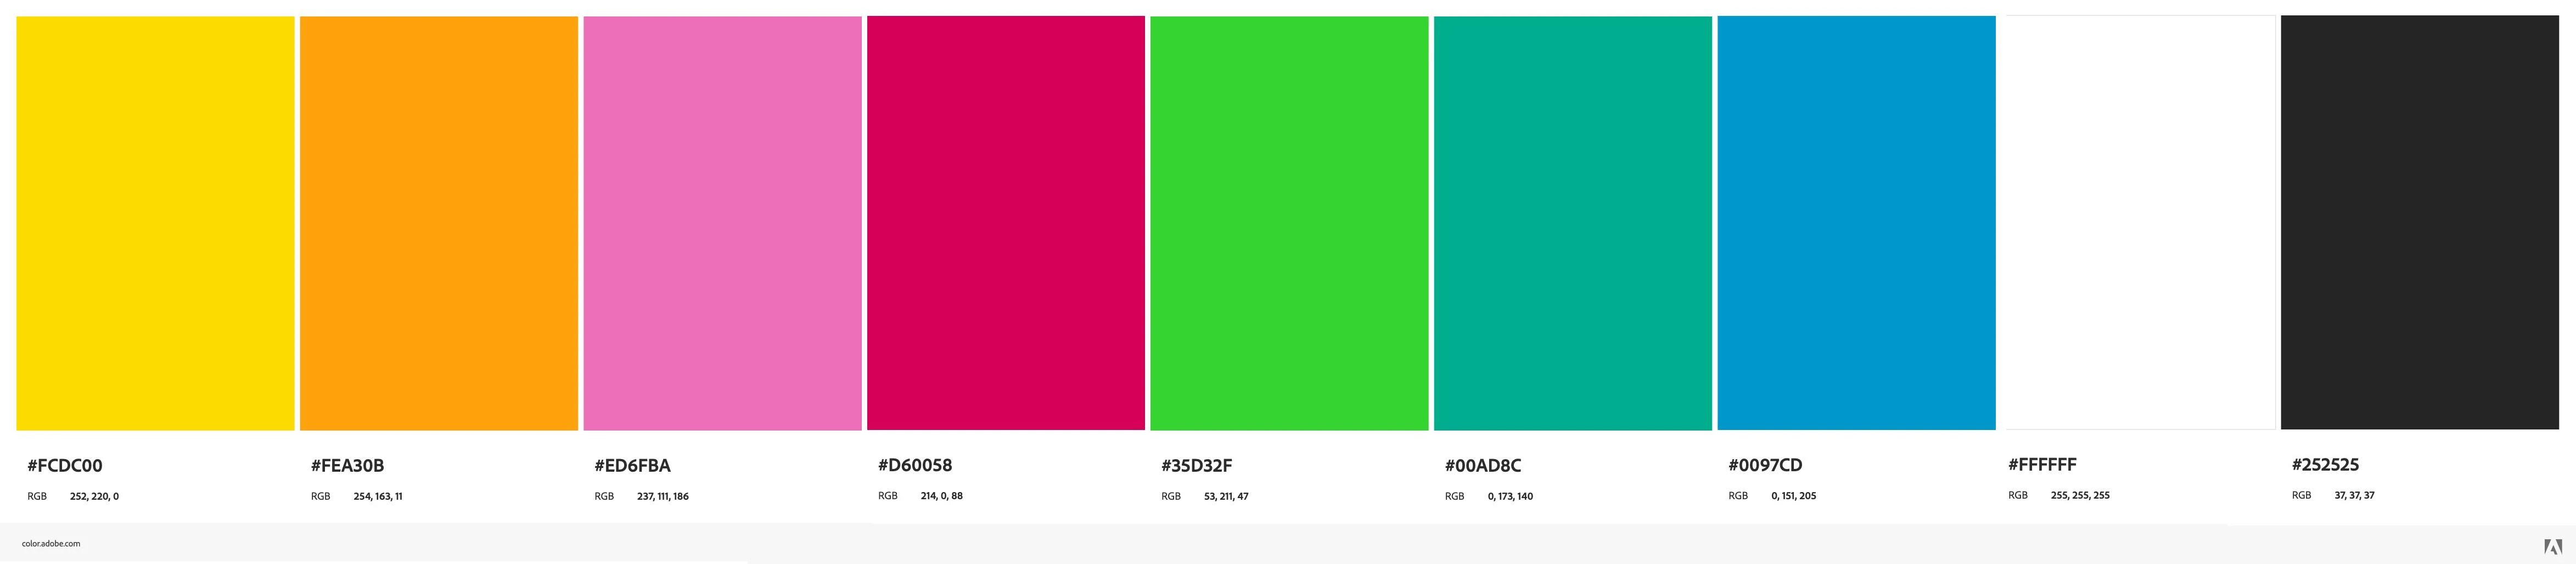 #FCDC00 #FEA30B #ED6FBA #D60058 #35D32F #00AD8C #0097CD #FFFFFF #252525
RGB 252, 220, 0 RGB 254, 163, 11 RGB 237, 111, 186 RGB 214, 0, 88 RGB 53, 211, 47 RGB 0, 173, 140 RGB 0, 151, 205 RGB 255, 255, 255 RGB 37, 37, 37
color.adobe.com